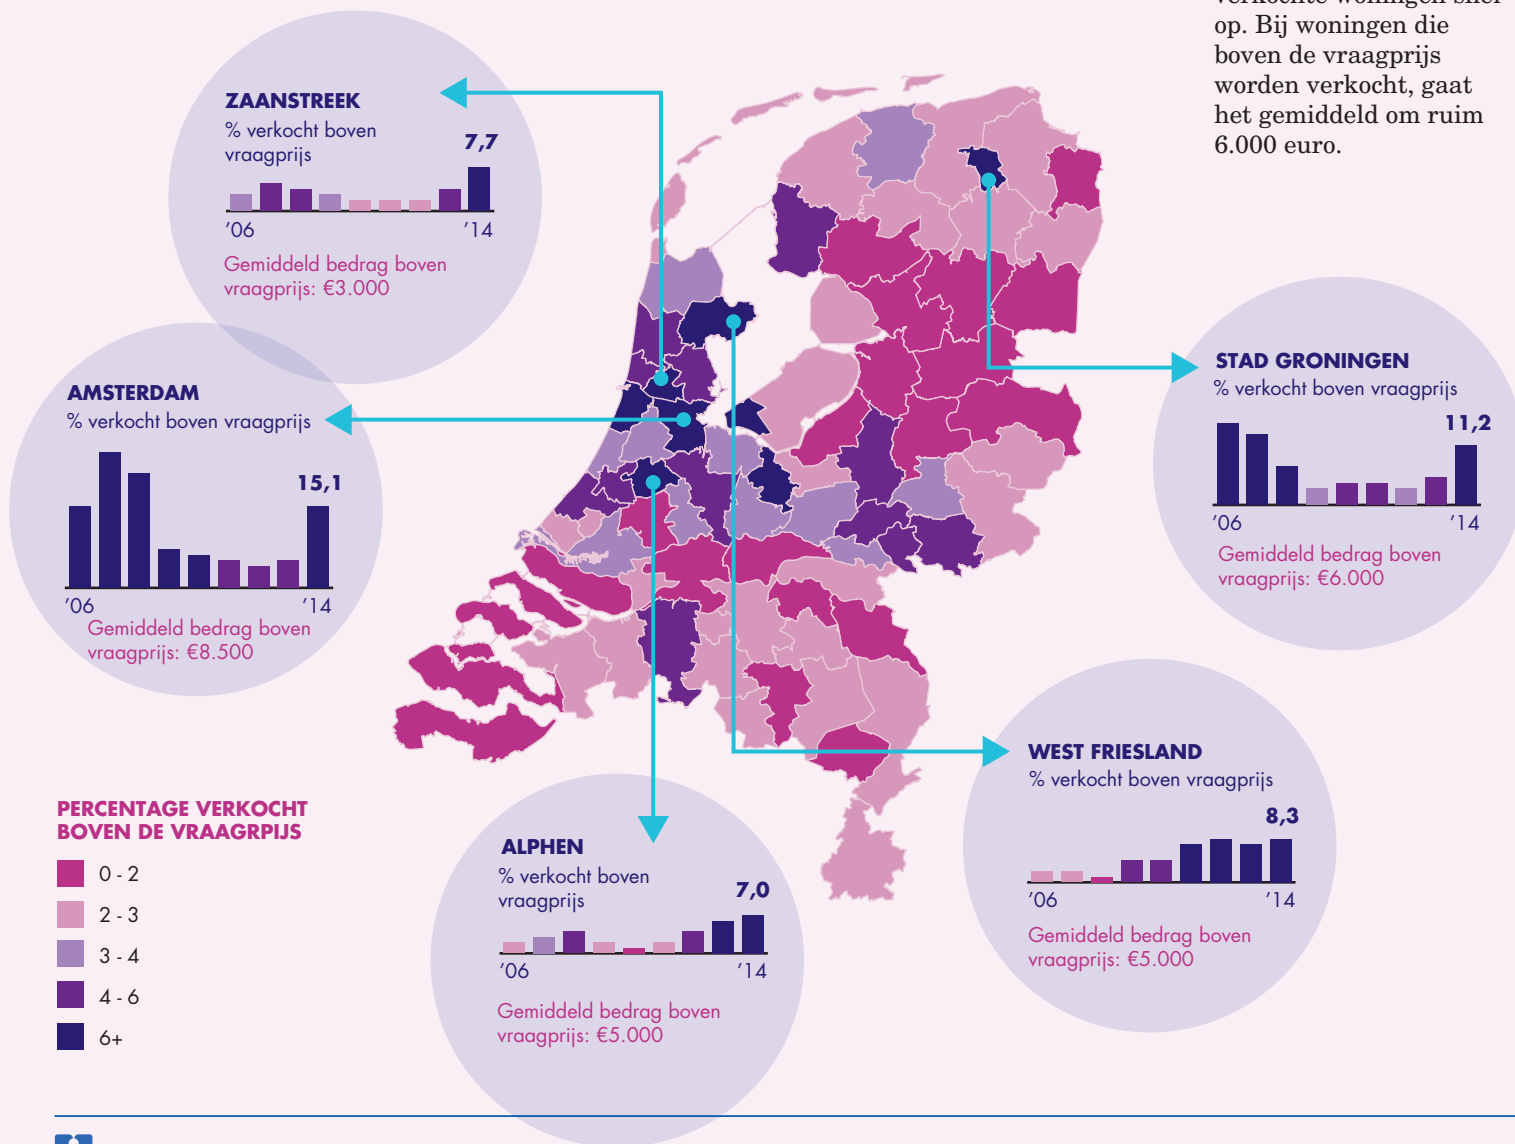 verkochte woningen snel
op. Bij woningen die
boven de vraagprijs
worden verkocht, gaat
het gemiddeld om ruim
6.000 euro.
ZAANSTREEK
% verkocht boven
vraagprijs
7,7
'06
'14
Gemiddeld bedrag boven
vraagprijs: €3.000
AMSTERDAM
% verkocht boven vraagprijs
15,1
'06
'14
Gemiddeld bedrag boven
vraagprijs: €8.500
STAD GRONINGEN
% verkocht boven vraagprijs
11,2
'06
'14
Gemiddeld bedrag boven
vraagprijs: €6.000
WEST FRIESLAND
% verkocht boven vraagprijs
8,3
'06
'14
Gemiddeld bedrag boven
vraagprijs: €5.000
ALPHEN
% verkocht boven
vraagprijs
7,0
'06
'14
Gemiddeld bedrag boven
vraagprijs: €5.000
PERCENTAGE VERKOCHT
BOVEN DE VRAAGRPIJS
0 - 2
2 - 3
3 - 4
4 - 6
6+